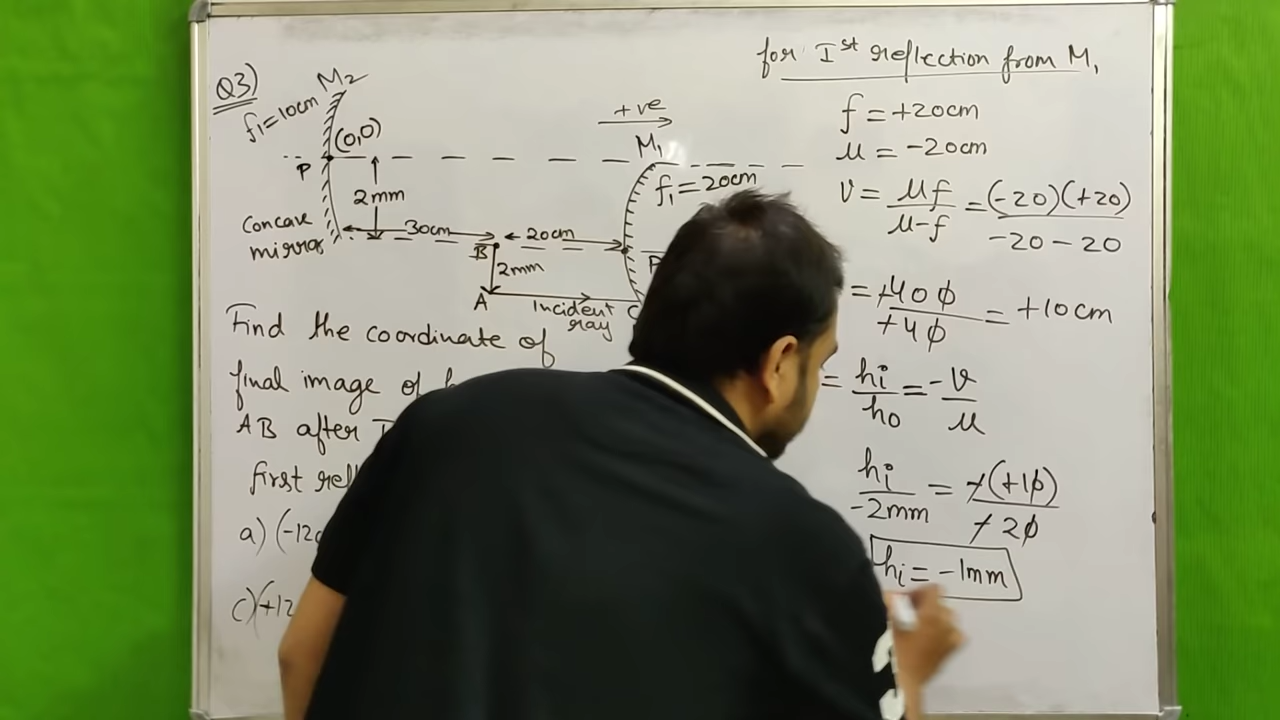 Q3)
M2
f1=10cm
(0,0)
P
2mm
Concave
mirror
30cm
B
20cm
2mm
A
Incident
ray
C
+ve
M1
f1=20cm
P
Find the coordinate of
final image of
AB after
first
a) (-12
c) (+12
for Ist reflection from M1
f = +20cm
u = -20cm
v = uf/u-f = (-20)(+20)/-20-20
= +400/+40 = +10cm
= hi/ho = -v/u
hi/-2mm = -(+10)/-20
hi = -1mm